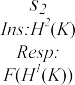 s₂
Ins:H²(K)
Resp:
F(H¹(K))